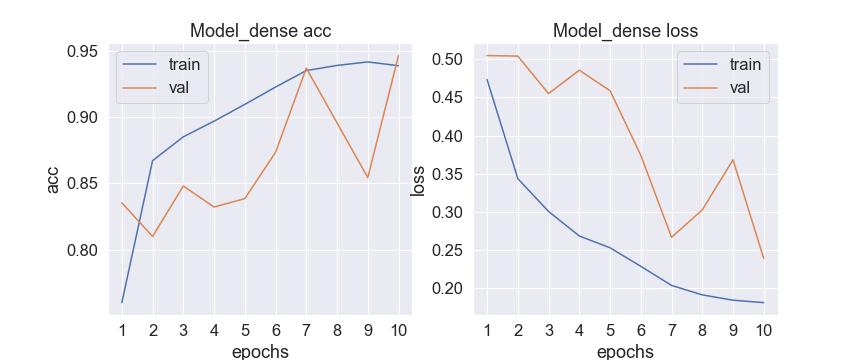 Model_dense acc
0.95
0.90
0.85
0.80
acc
train
val
1 2 3 4 5 6 7 8 9 10
epochs
Model_dense loss
0.50
0.45
0.40
0.35
0.30
0.25
0.20
loss
train
val
1 2 3 4 5 6 7 8 9 10
epochs